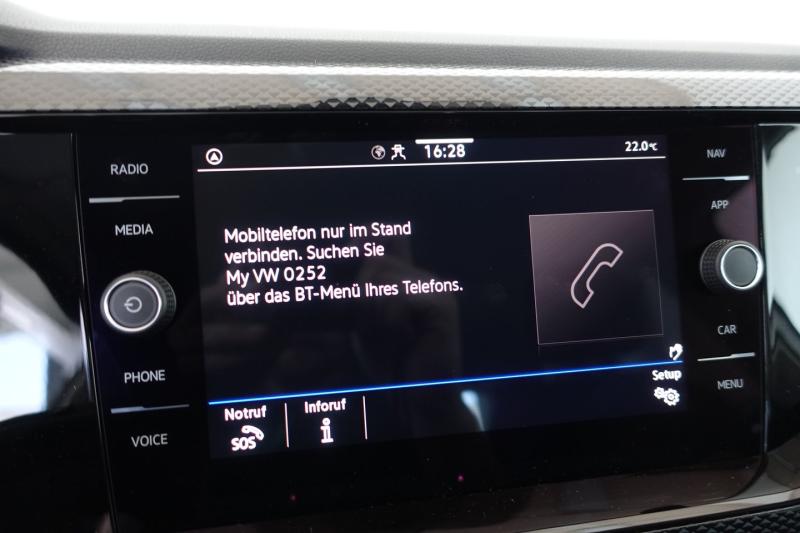 RADIO
MEDIA
PHONE
VOICE
16:28
22.0°C
Mobiltelefon nur im Stand
verbinden. Suchen Sie
My VW 0252
über das BT-Menü Ihres Telefons.
Notruf
SOS
Inforuf
i
Setup
NAV
APP
CAR
MENU